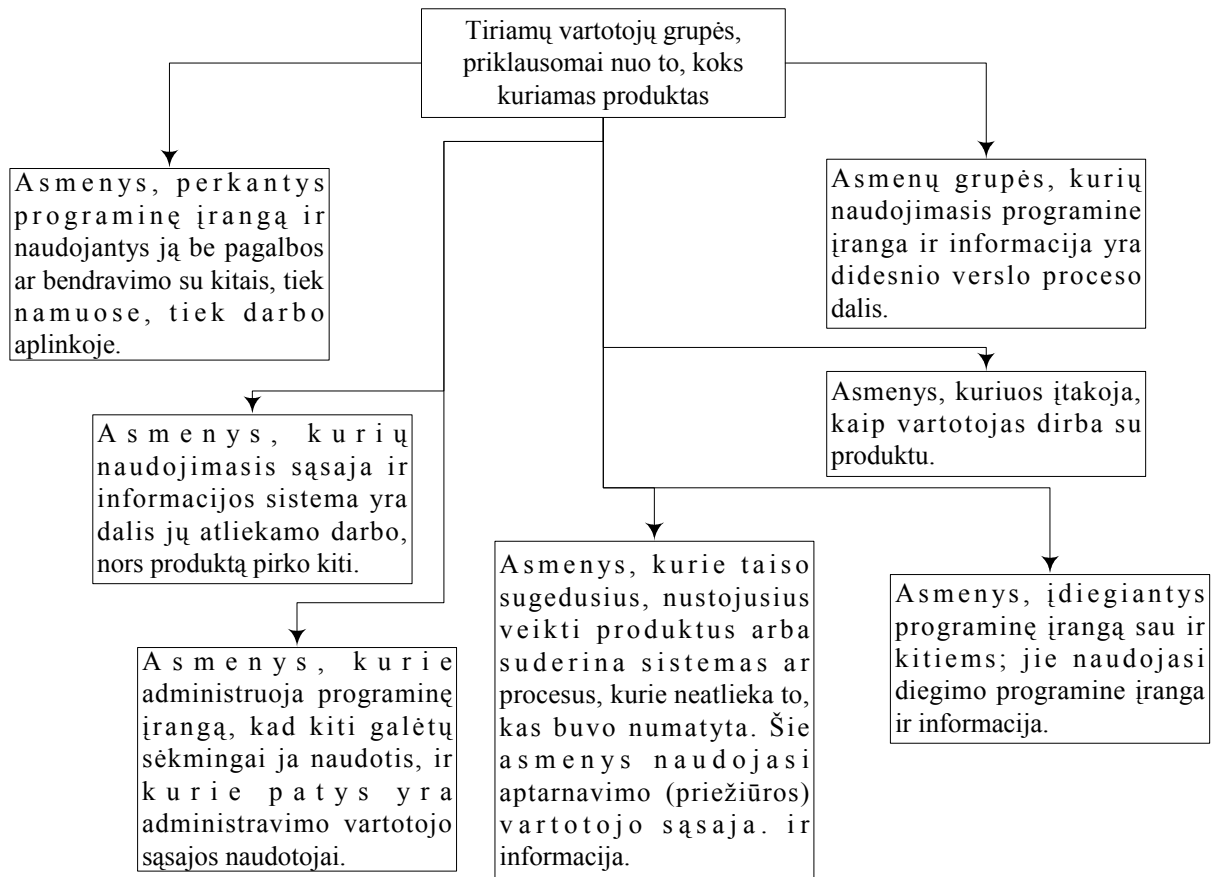 Tiriamų vartotojų grupės,
priklausomai nuo to, koks
kuriamas produktas
Asmenys, perkantys
programinę įrangą ir
naudojantys ją be pagalbos
ar bendravimo su kitais, tiek
namuose, tiek darbo
aplinkoje.
Asmenų grupės, kurių
naudojimasis programine
įranga ir informacija yra
didesnio verslo proceso
dalis.
Asmenys, kuriuos įtakoja,
kaip vartotojas dirba su
produktu.
Asmenys, kurių
naudojimasis sąsaja ir
informacijos sistema yra
dalis jų atliekamo darbo,
nors produktą pirko kiti.
Asmenys, kurie taiso
sugedusius, nustojusius
veikti produktus arba
suderina sistemas ar
procesus, kurie neatlieka to,
kas buvo numatyta. Šie
asmenys naudojasi
aptarnavimo (priežiūros)
vartotojo sąsaja. ir
informacija.
Asmenys, įdiegiantys
programinę įrangą sau ir
kitiems; jie naudojasi
diegimo programine įranga
ir informacija.
Asmenys, kurie
administruoja programinę
įrangą, kad kiti galėtų
sėkmingai ja naudotis, ir
kurie patys yra
administravimo vartotojo
sąsajos naudotojai.